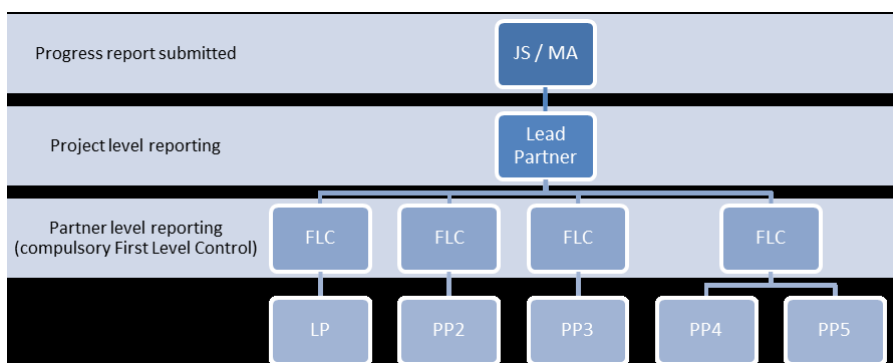 Progress report submitted
JS / MA
Project level reporting
Lead
Partner
Partner level reporting
(compulsory First Level Control)
FLC
FLC
FLC
FLC
LP
PP2
PP3
PP4
PP5